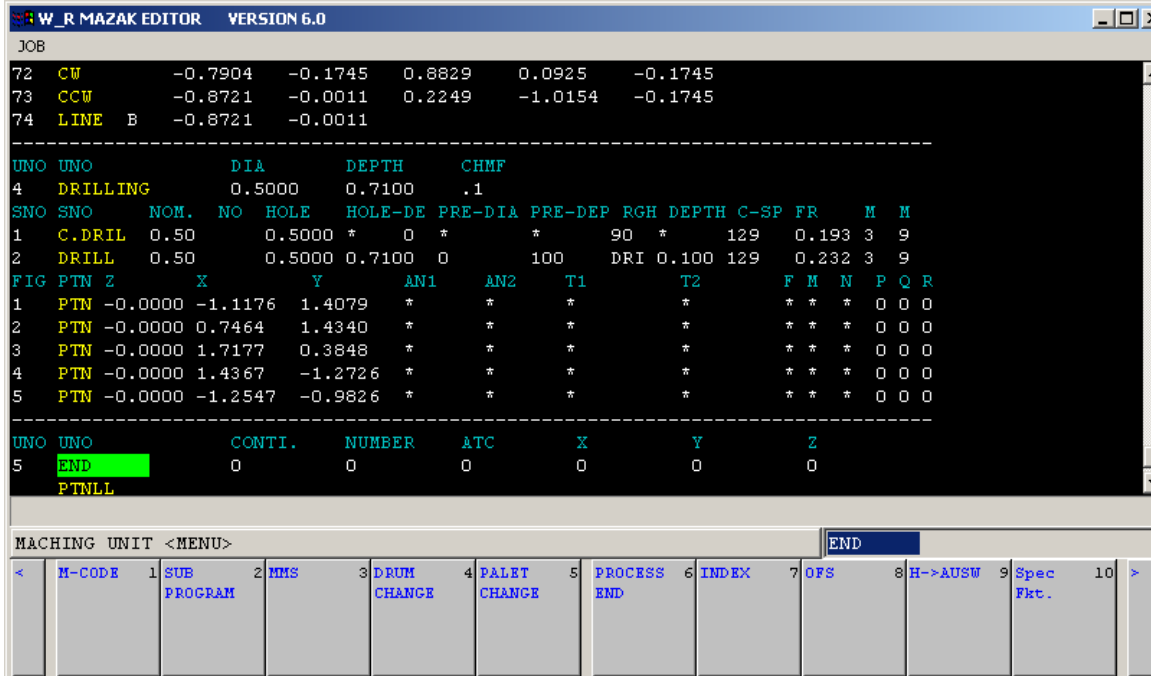 W_R MAZAK EDITOR VERSION 6.0
JOB
72 CW -0.7904 -0.1745 0.8829 0.0925 -0.1745
73 CCW -0.8721 -0.0011 0.2249 -1.0154 -0.1745
74 LINE B -0.8721 -0.0011
UNO UNO DIA DEPTH CHMF
4 DRILLING 0.5000 0.7100 .1
SNO SNO NOM. NO HOLE HOLE-DE PRE-DIA PRE-DEP RGH DEPTH C-SP FR M M
1 C.DRIL 0.50 0.5000 * 0 * * 90 * 129 0.193 3 9
2 DRILL 0.50 0.5000 0.7100 0 100 DRI 0.100 129 0.232 3 9
FIG PTN Z X Y AN1 AN2 T1 T2 F M N P Q R
1 PTN -0.0000 -1.1176 1.4079 * * * * * * * 0 0 0
2 PTN -0.0000 0.7464 1.4340 * * * * * * * 0 0 0
3 PTN -0.0000 1.7177 0.3848 * * * * * * * 0 0 0
4 PTN -0.0000 1.4367 -1.2726 * * * * * * * 0 0 0
5 PTN -0.0000 -1.2547 -0.9826 * * * * * * * 0 0 0
UNO UNO CONTI. NUMBER ATC X Y Z
5 END 0 0 0 0 0 0
PTNLL
MACHING UNIT <MENU> END
< M-CODE 1 SUB 2 MMS 3 DRUM 4 PALET 5 PROCESS 6 INDEX 7 OFS 8 H->AUSW 9 Spec 10 >
PROGRAM CHANGE CHANGE END Fkt.